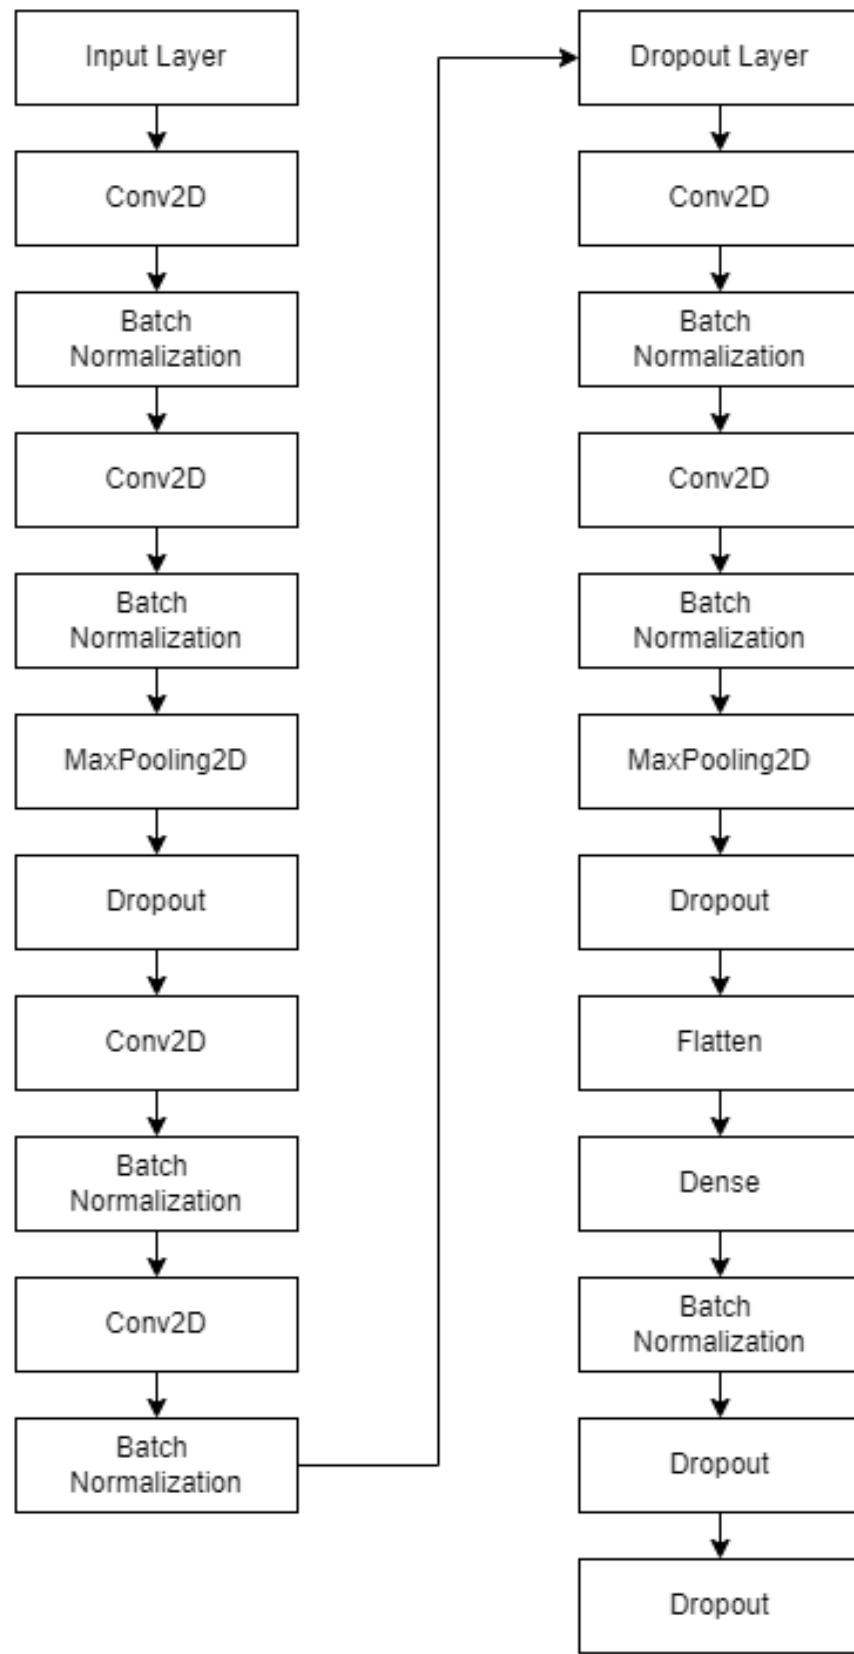 Input Layer
Conv2D
Batch
Normalization
Conv2D
Batch
Normalization
MaxPooling2D
Dropout
Conv2D
Batch
Normalization
Conv2D
Batch
Normalization
Dropout Layer
Conv2D
Batch
Normalization
Conv2D
Batch
Normalization
MaxPooling2D
Dropout
Flatten
Dense
Batch
Normalization
Dropout
Dropout